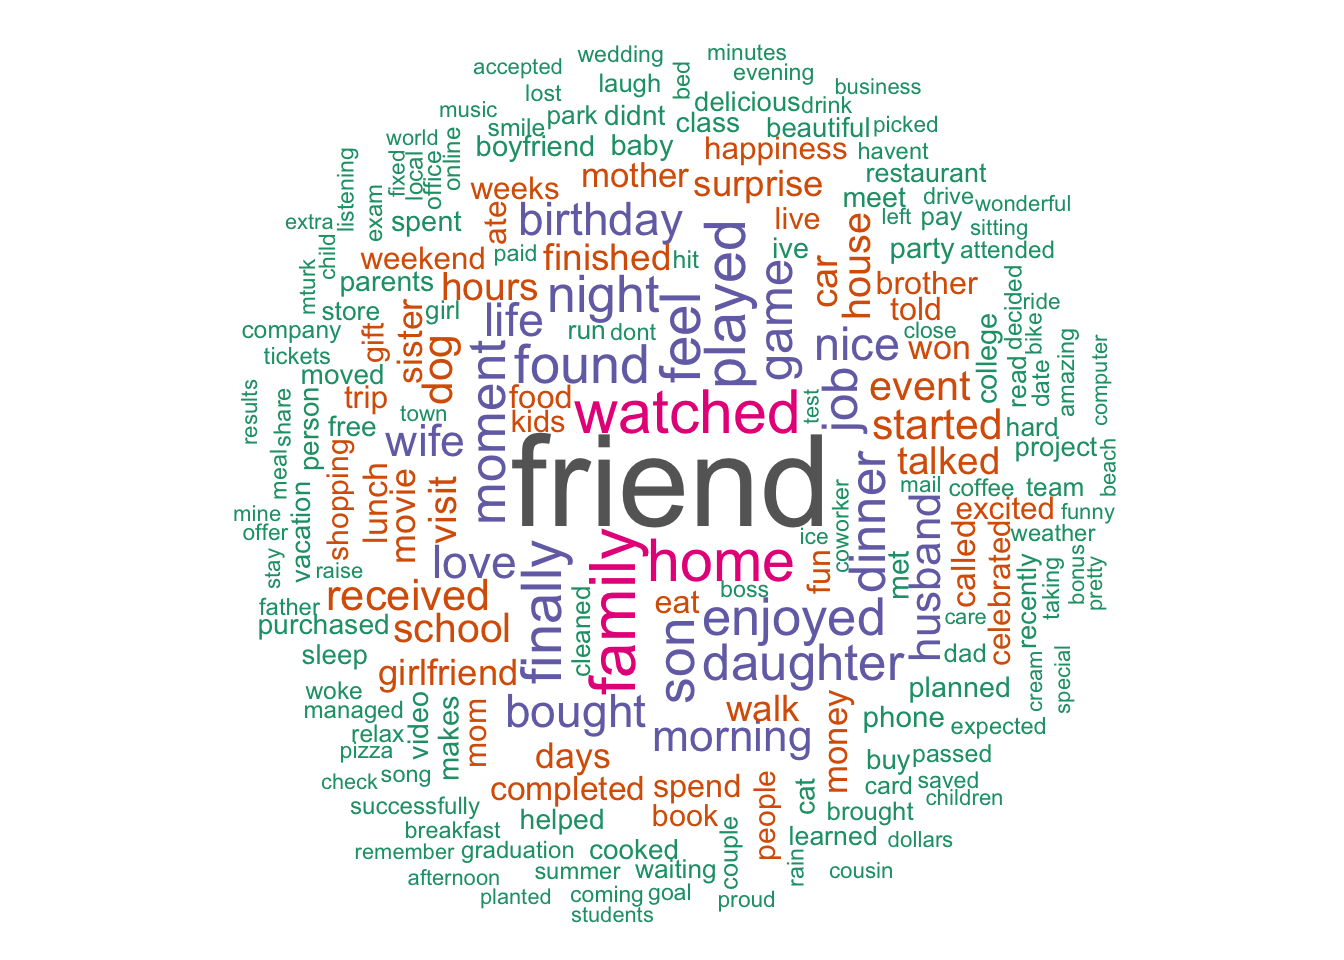 wedding
minutes
accepted
laugh
bed
evening
business
lost
delicious
drink
music
park
didnt
class
beautiful
picked
smile
world
boyfriend
baby
happiness
havent
fixed
local
office
online
listening
weeks
mother
surprise
restaurant
meet
drive
wonderful
extra
exam
spent
ate
birthday
live
left
pay
sitting
child
weekend
paid
finished
hit
played
ive
house
party
attended
mturk
parents
hours
night
feel
game
car
brother
decided
ride
store
girl
life
told
company
gift
sister
run
dont
close
college
read
bike
tickets
dog
found
nice
won
date
amazing
computer
moved
moment
job
event
results
share
trip
food
watched
test
person
town
kids
started
hard
meal
free
wife
friend
talked
project
beach
shopping
lunch
movie
visit
dinner
mail
coffee
team
mine
vacation
coworker
husband
excited
funny
offer
ice
called
celebrated
weather
stay
raise
love
finally
family
home
fun
met
recently
taking
bonus
pretty
father
received
cleaned
eat
boss
enjoyed
care
purchased
school
son
sleep
girlfriend
daughter
dad
cream
special
woke
planned
managed
video
makes
mom
bought
walk
money
phone
expected
relax
morning
pizza
days
buy
passed
check
song
completed
spend
people
cat
card
saved
successfully
children
breakfast
helped
book
couple
brought
learned
dollars
remember
graduation
cooked
rain
afternoon
summer
waiting
cousin
planted
coming
goal
proud
students